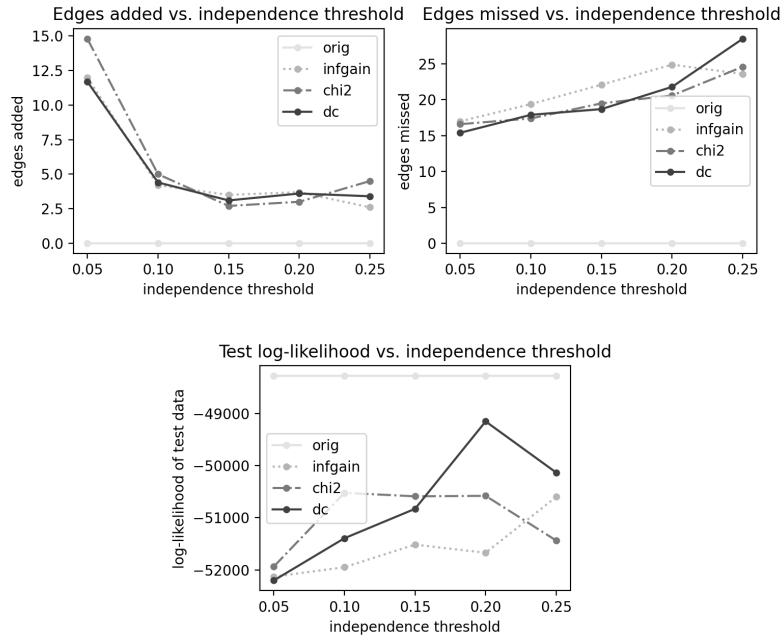 Edges added vs. independence threshold
edges added
15.0
12.5
10.0
7.5
5.0
2.5
0.0
orig
infgain
chi2
dc
0.05 0.10 0.15 0.20 0.25
independence threshold
Edges missed vs. independence threshold
edges missed
25
20
15
10
5
0
orig
infgain
chi2
dc
0.05 0.10 0.15 0.20 0.25
independence threshold
Test log-likelihood vs. independence threshold
log-likelihood of test data
−49000
−50000
−51000
−52000
orig
infgain
chi2
dc
0.05 0.10 0.15 0.20 0.25
independence threshold